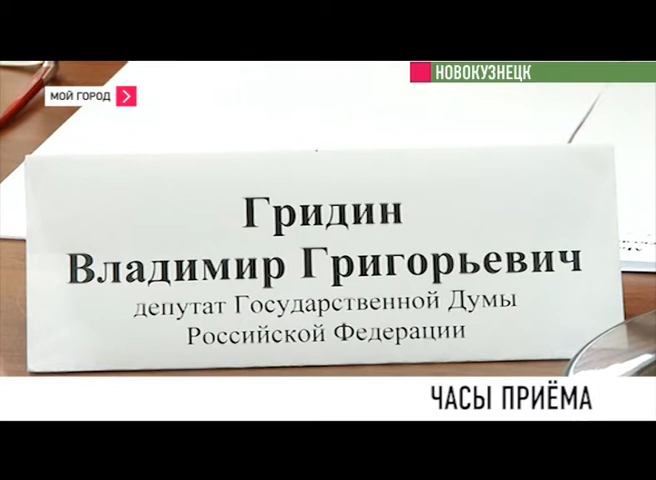 НОВОКУЗНЕЦК
МОЙ ГОРОД
Гридин
Владимир Григорьевич
депутат Государственной Думы
Российской Федерации
ЧАСЫ ПРИЁМА